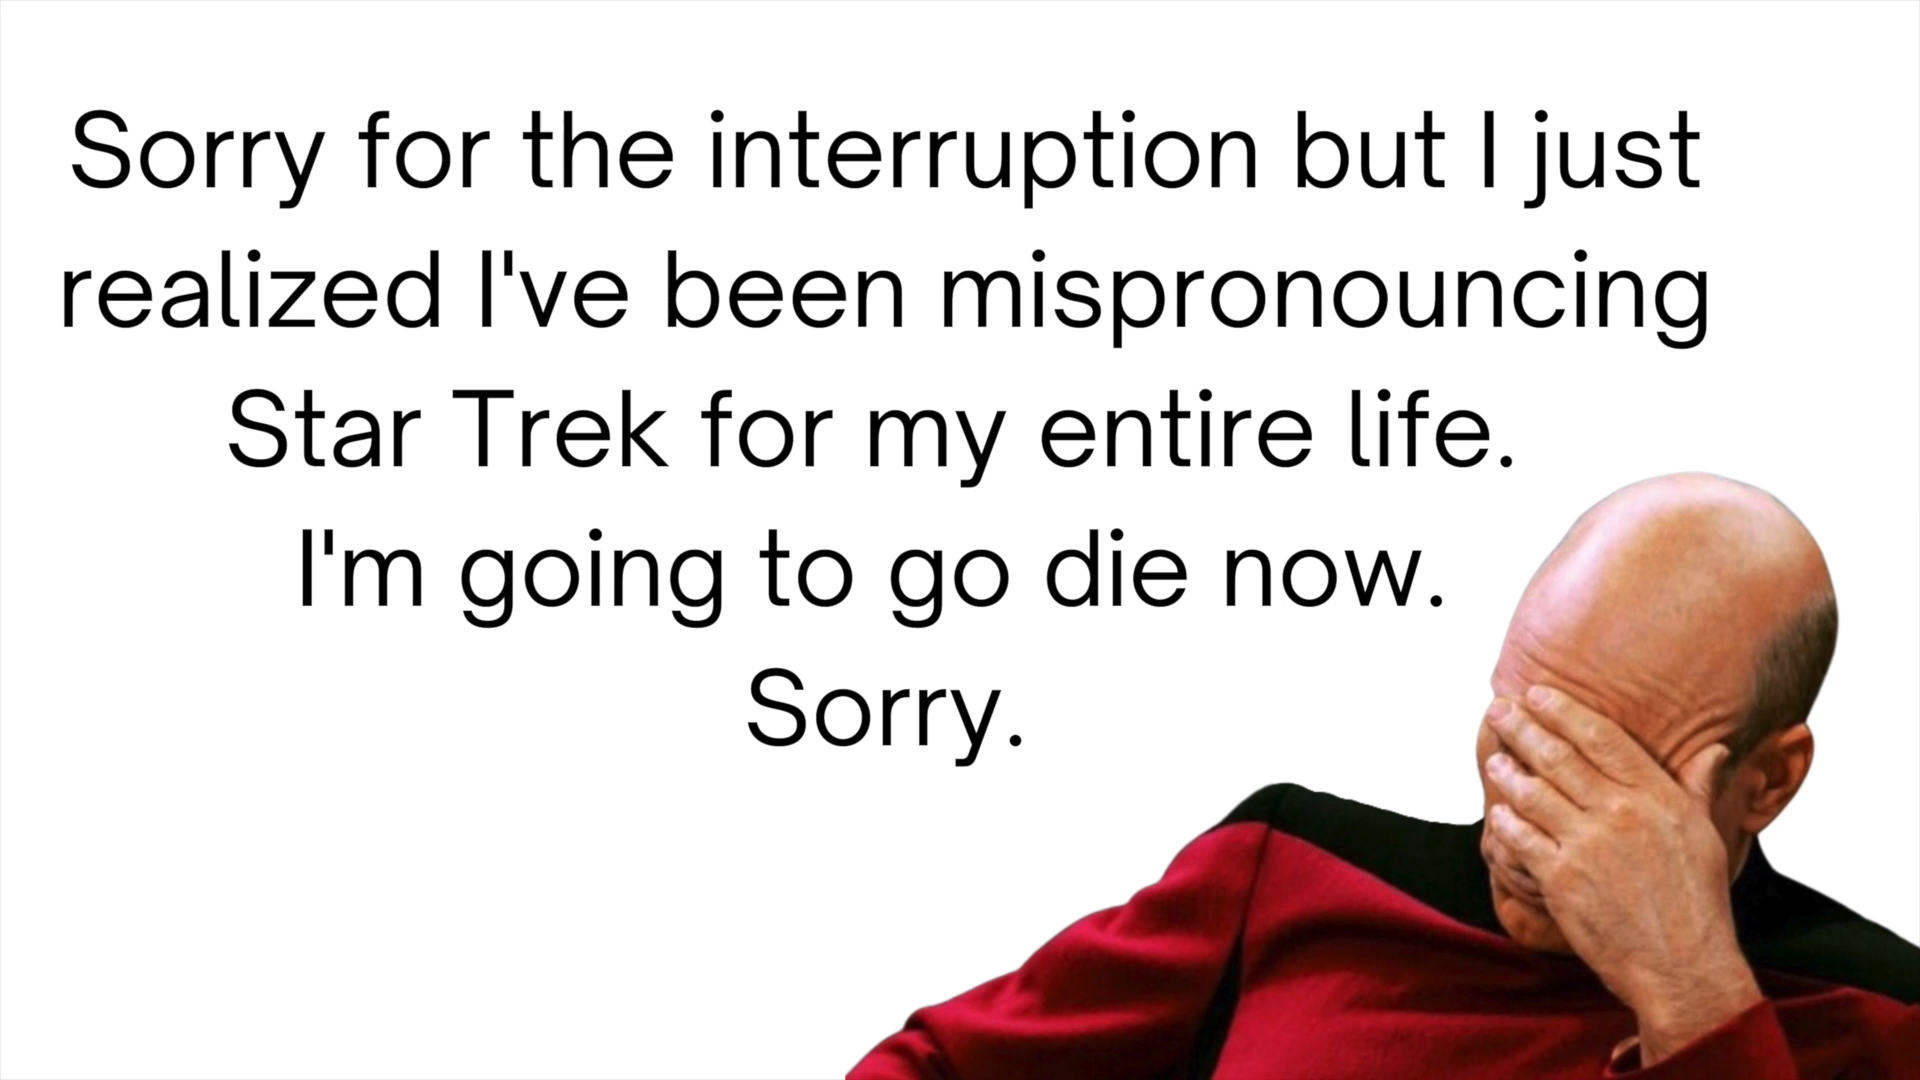 Sorry for the interruption but I just
realized I've been mispronouncing
Star Trek for my entire life.
I'm going to go die now.
Sorry.